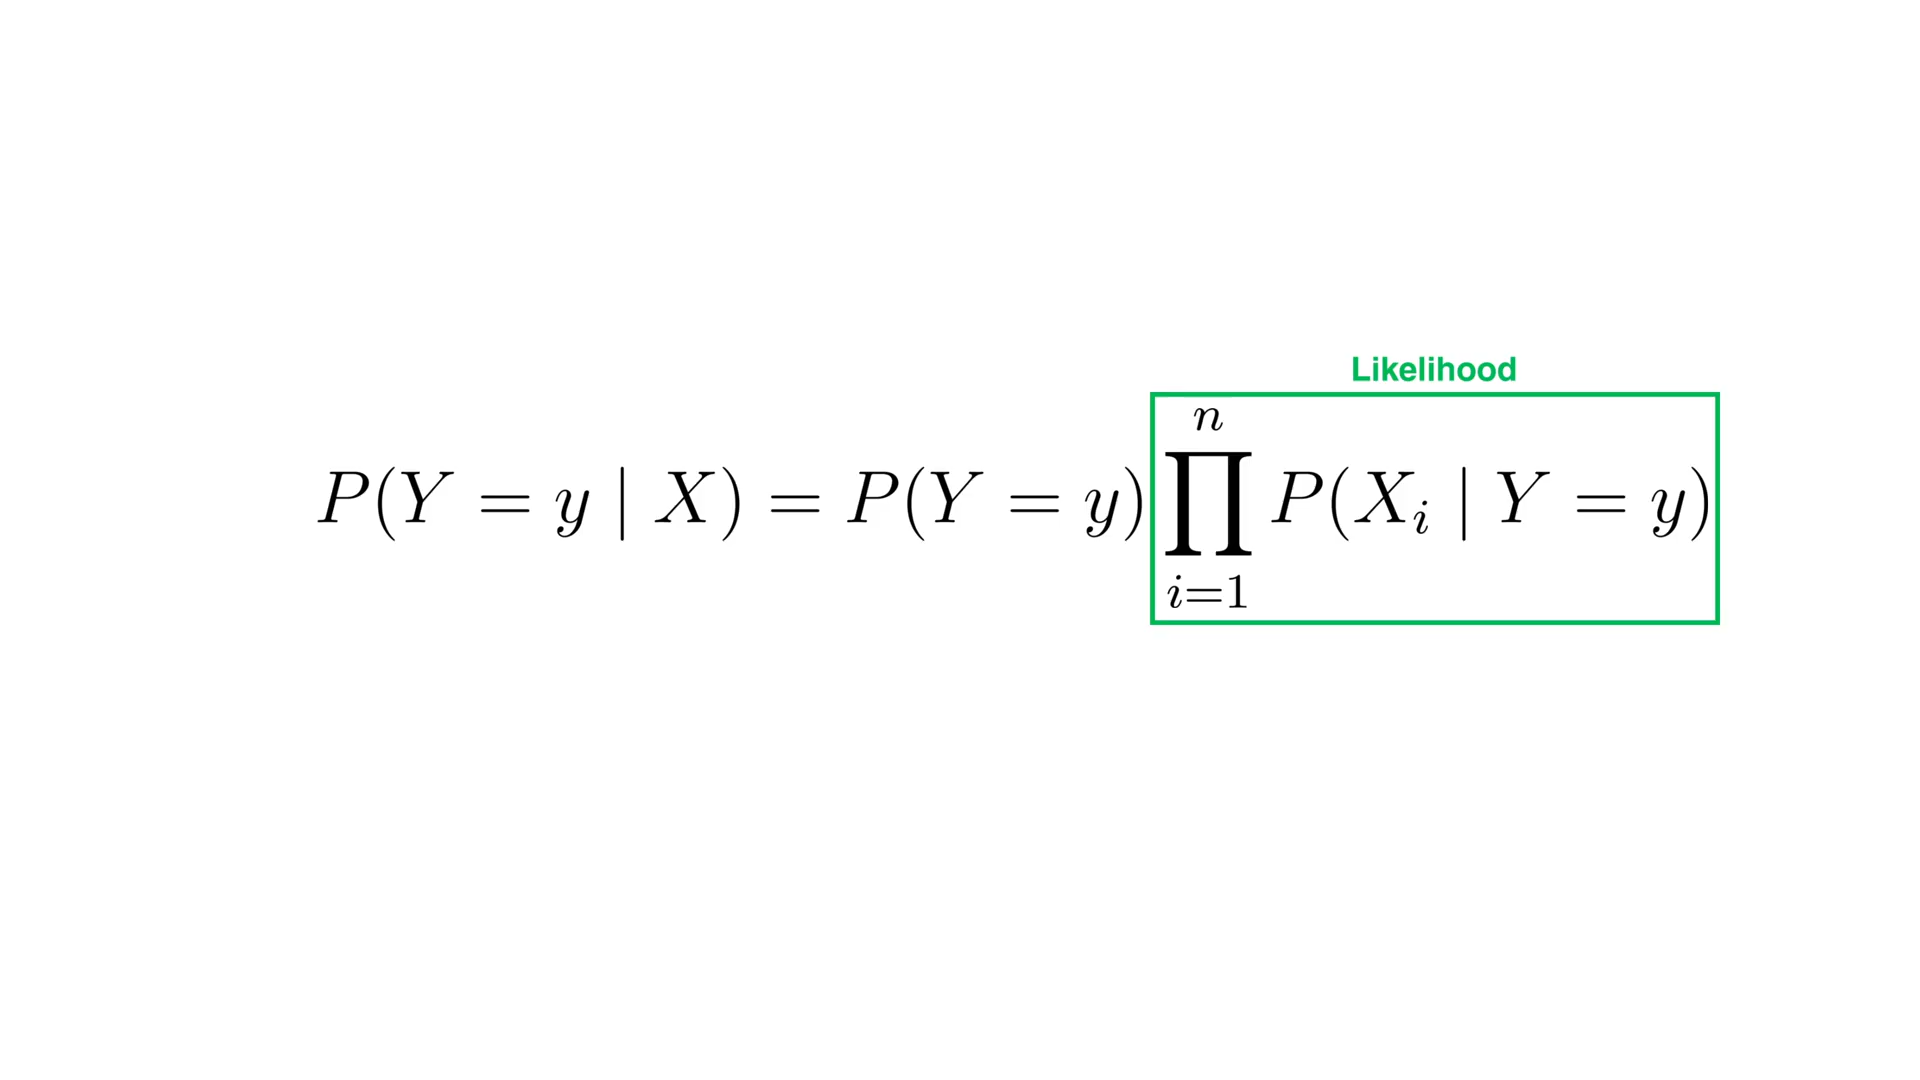 Likelihood
P(Y = y | X) = P(Y = y) ∏_{i=1}^{n} P(X_i | Y = y)